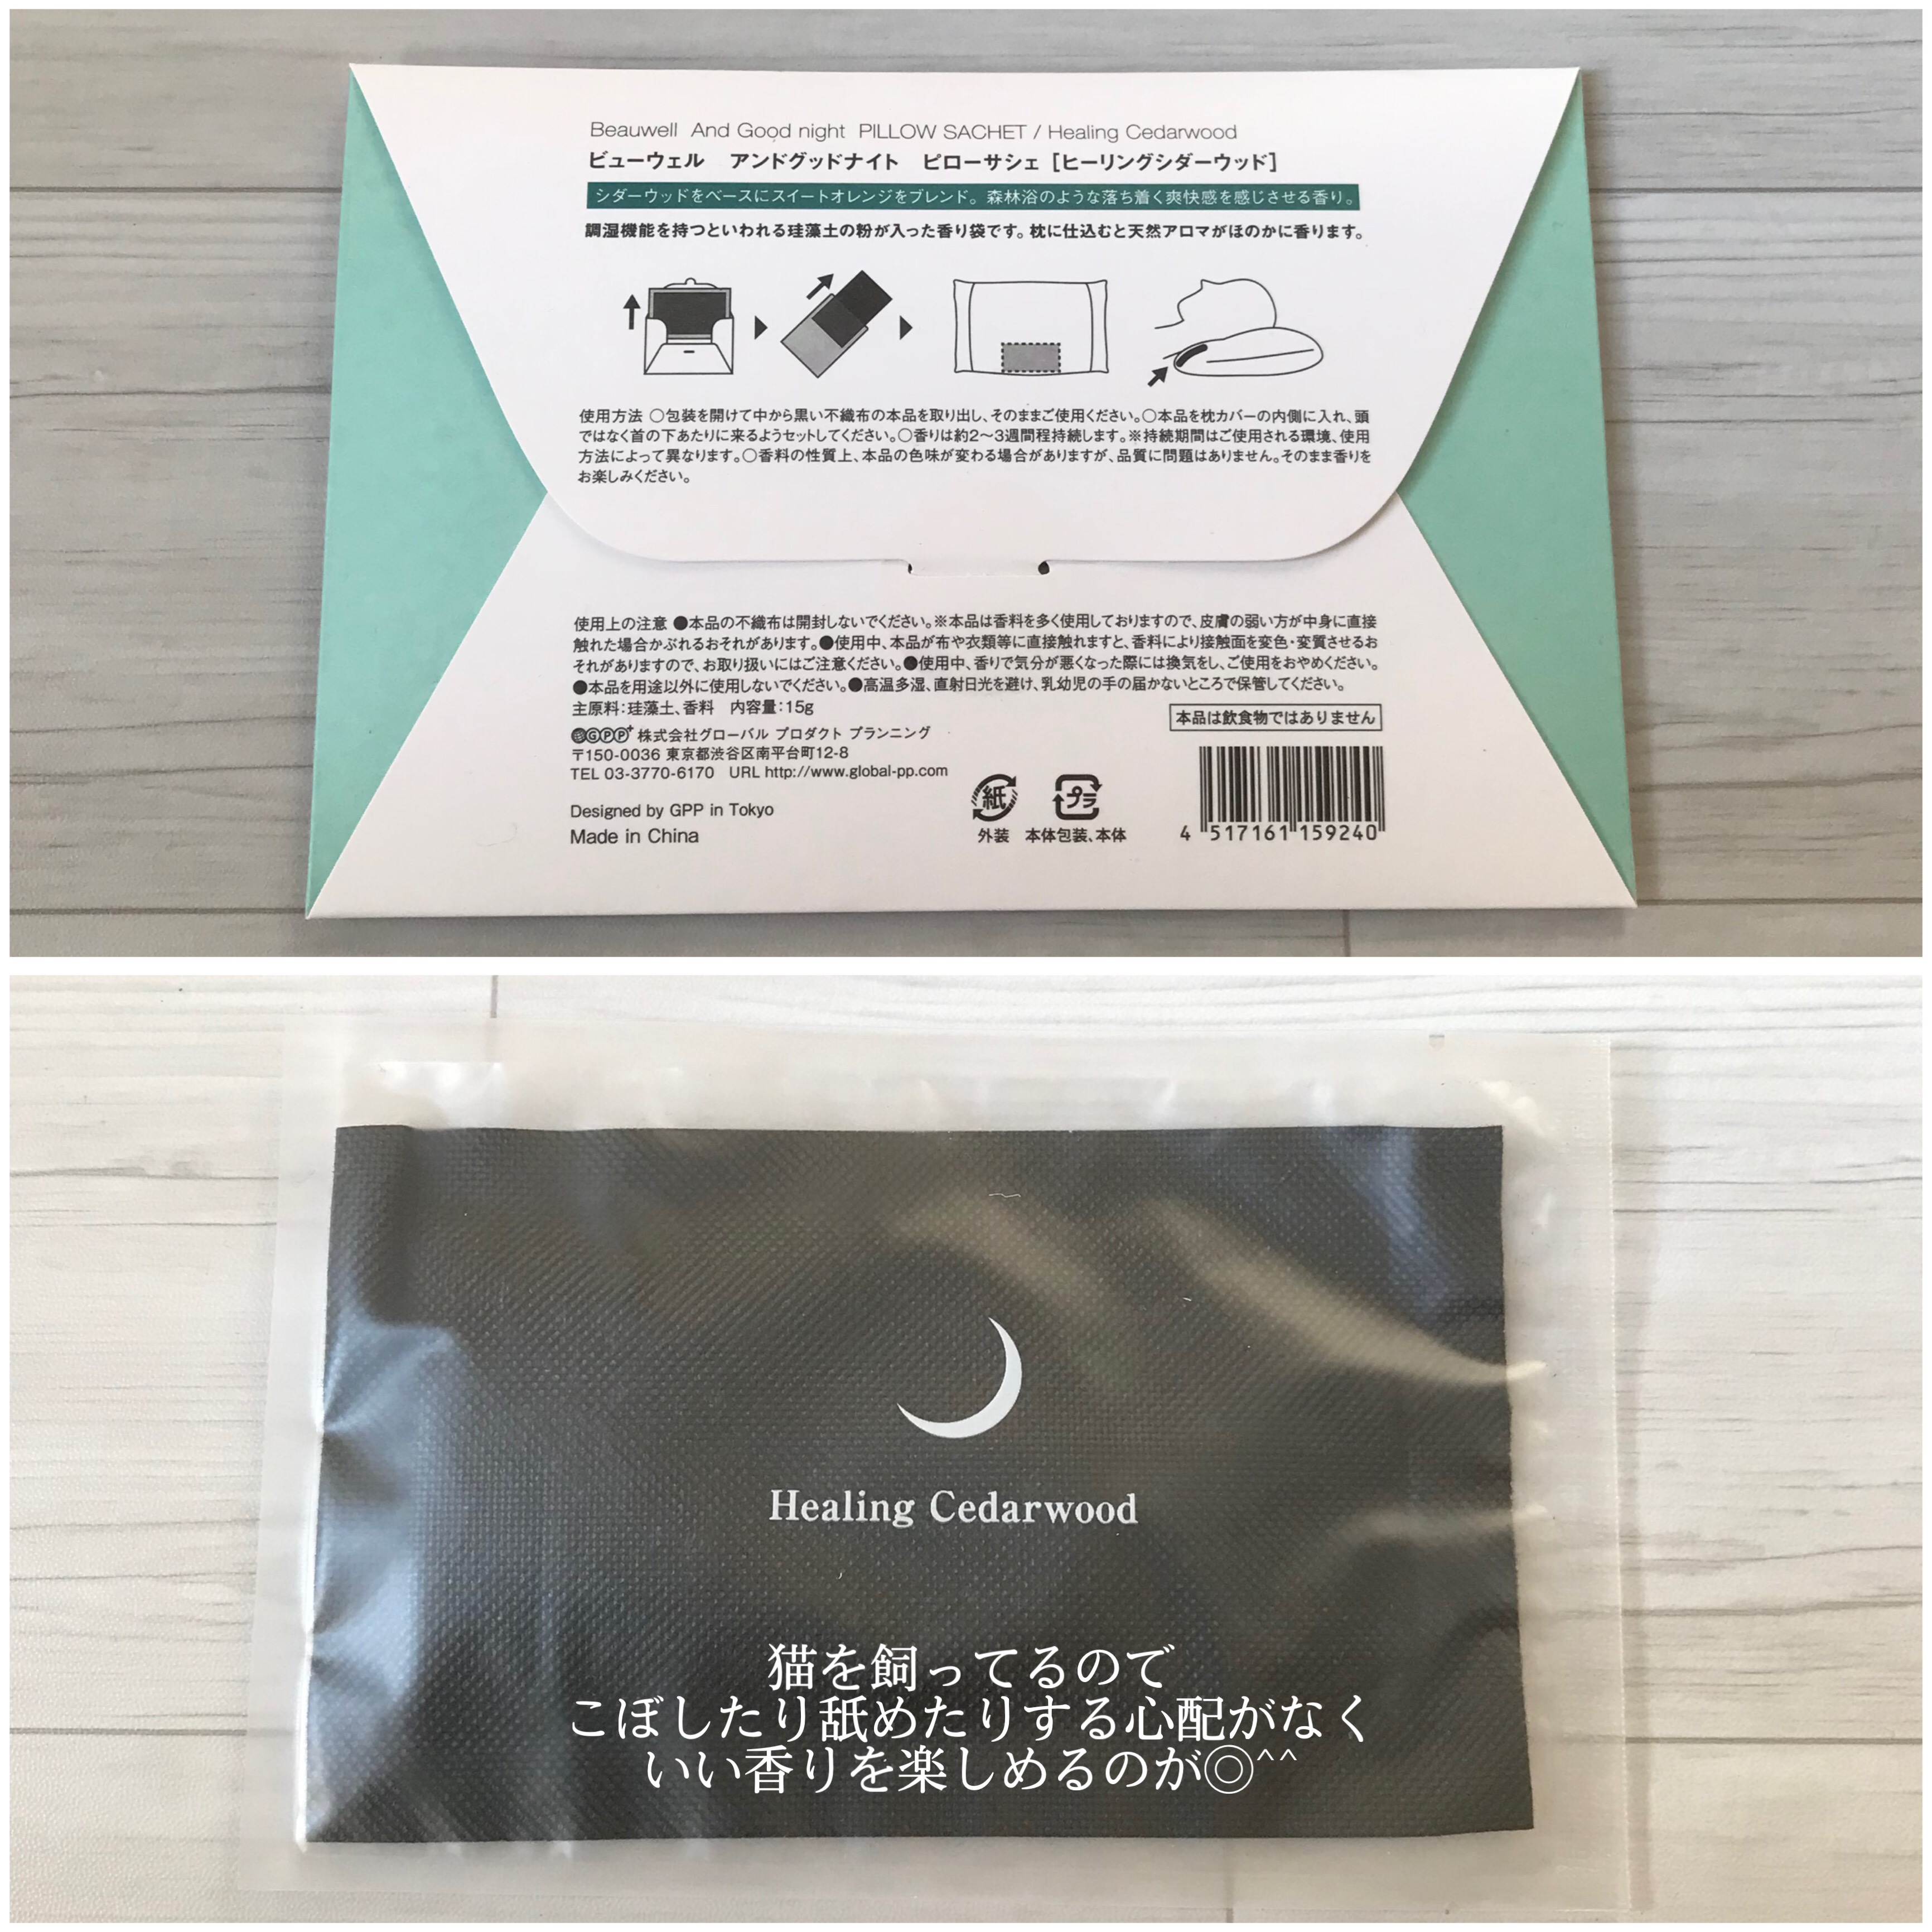 Beauwell And Good night PILLOW SACHET / Healing Cedarwood
ビューウェル アンドグッドナイト ピローサシェ [ヒーリングシダーウッド]
シダーウッドをベースにスイートオレンジをブレンド。森林浴のような落ち着く爽快感を感じさせる香り。
調湿機能を持つといわれる珪藻土の粉が入った香り袋です。枕に仕込むと天然アロマがほのかに香ります。
使用方法 ○包装を開けて中から黒い不織布の本品を取り出し、そのままご使用ください。○本品を枕カバーの内側に入れ、頭
ではなく首の下あたりに来るようセットしてください。○香りは約2〜3週間程持続します。※持続期間はご使用される環境、使用
方法によって異なります。○香料の性質上、本品の色味が変わる場合がありますが、品質に問題はありません。そのまま香りを
お楽しみください。
使用上の注意 ●本品の不織布は開封しないでください。※本品は香料を多く使用しておりますので、皮膚の弱い方が中身に直接
触れた場合かぶれるおそれがあります。●使用中、本品が布や衣類等に直接触れますと、香料により接触面を変色・変質させるお
それがありますので、お取り扱いにはご注意ください。●使用中、香りで気分が悪くなった際には換気をし、ご使用をおやめください。
●本品を用途以外に使用しないでください。●高温多湿、直射日光を避け、乳幼児の手の届かないところで保管してください。
主原料：珪藻土、香料 内容量：15g
本品は飲食物ではありません
GPP+ 株式会社グローバル プロダクト プランニング
〒150-0036 東京都渋谷区南平台町12-8
TEL 03-3770-6170 URL http://www.global-pp.com
Designed by GPP in Tokyo
Made in China
紙
外装
プラ
本体包装、本体
4 517161 159240
Healing Cedarwood
猫を飼ってるので
こぼしたり舐めたりする心配がなく
いい香りを楽しめるのが◎^^